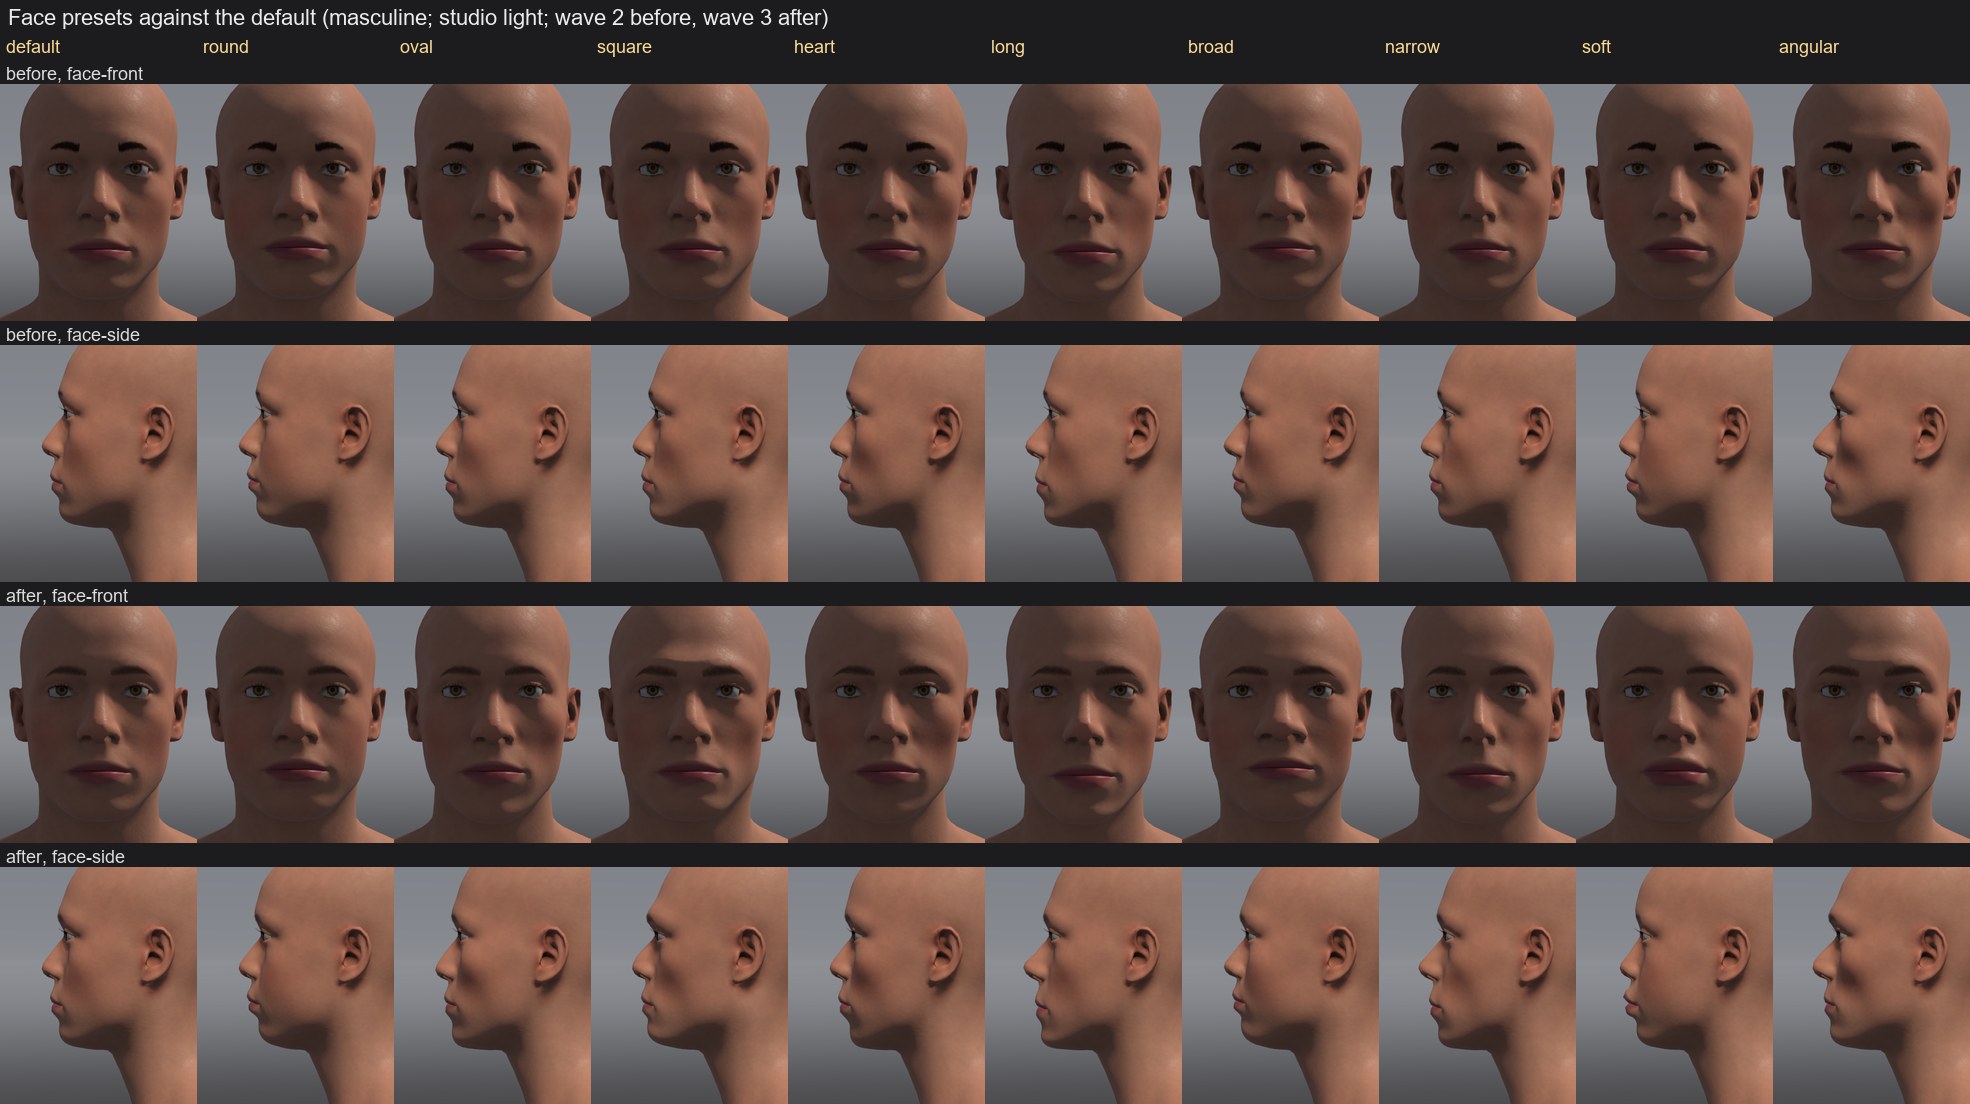 Face presets against the default (masculine; studio light; wave 2 before, wave 3 after)
default round oval square heart long broad narrow soft angular
before, face-front
before, face-side
after, face-front
after, face-side